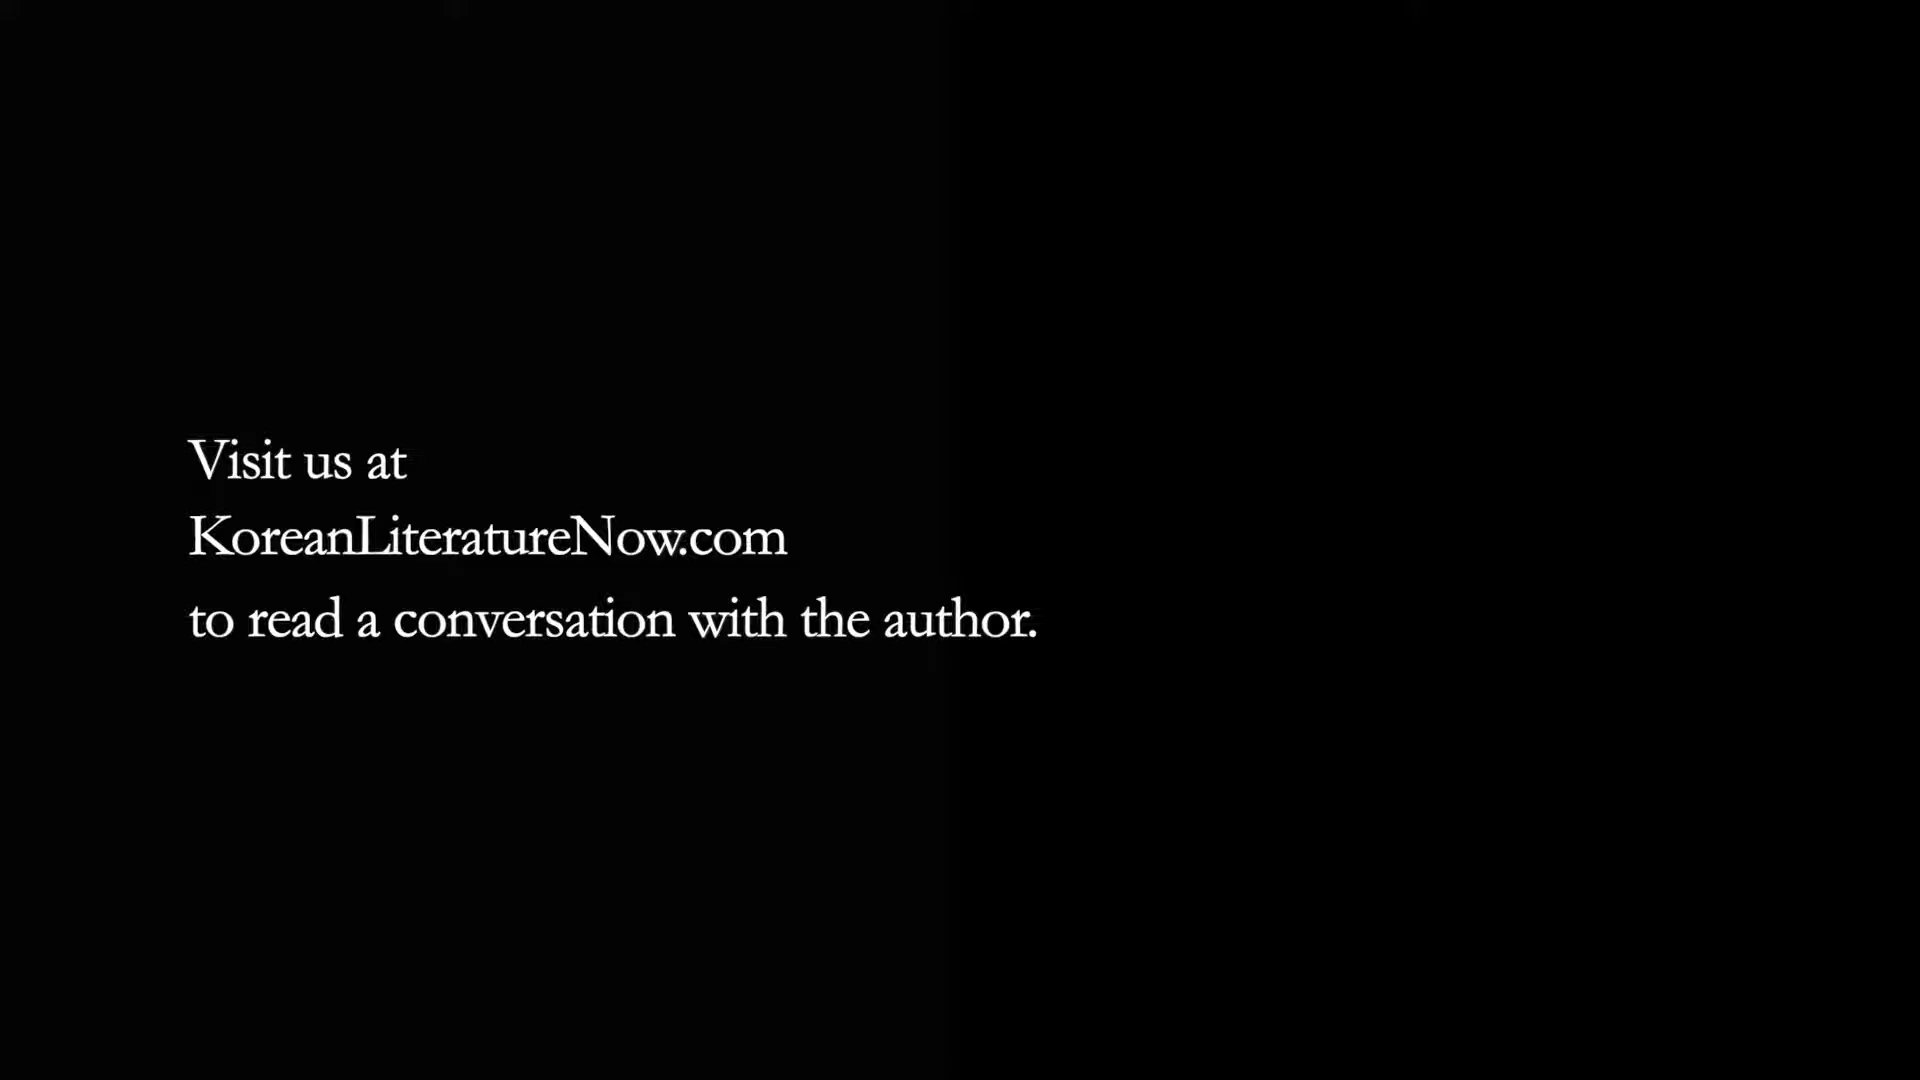 Visit us at
KoreanLiteratureNow.com
to read a conversation with the author.